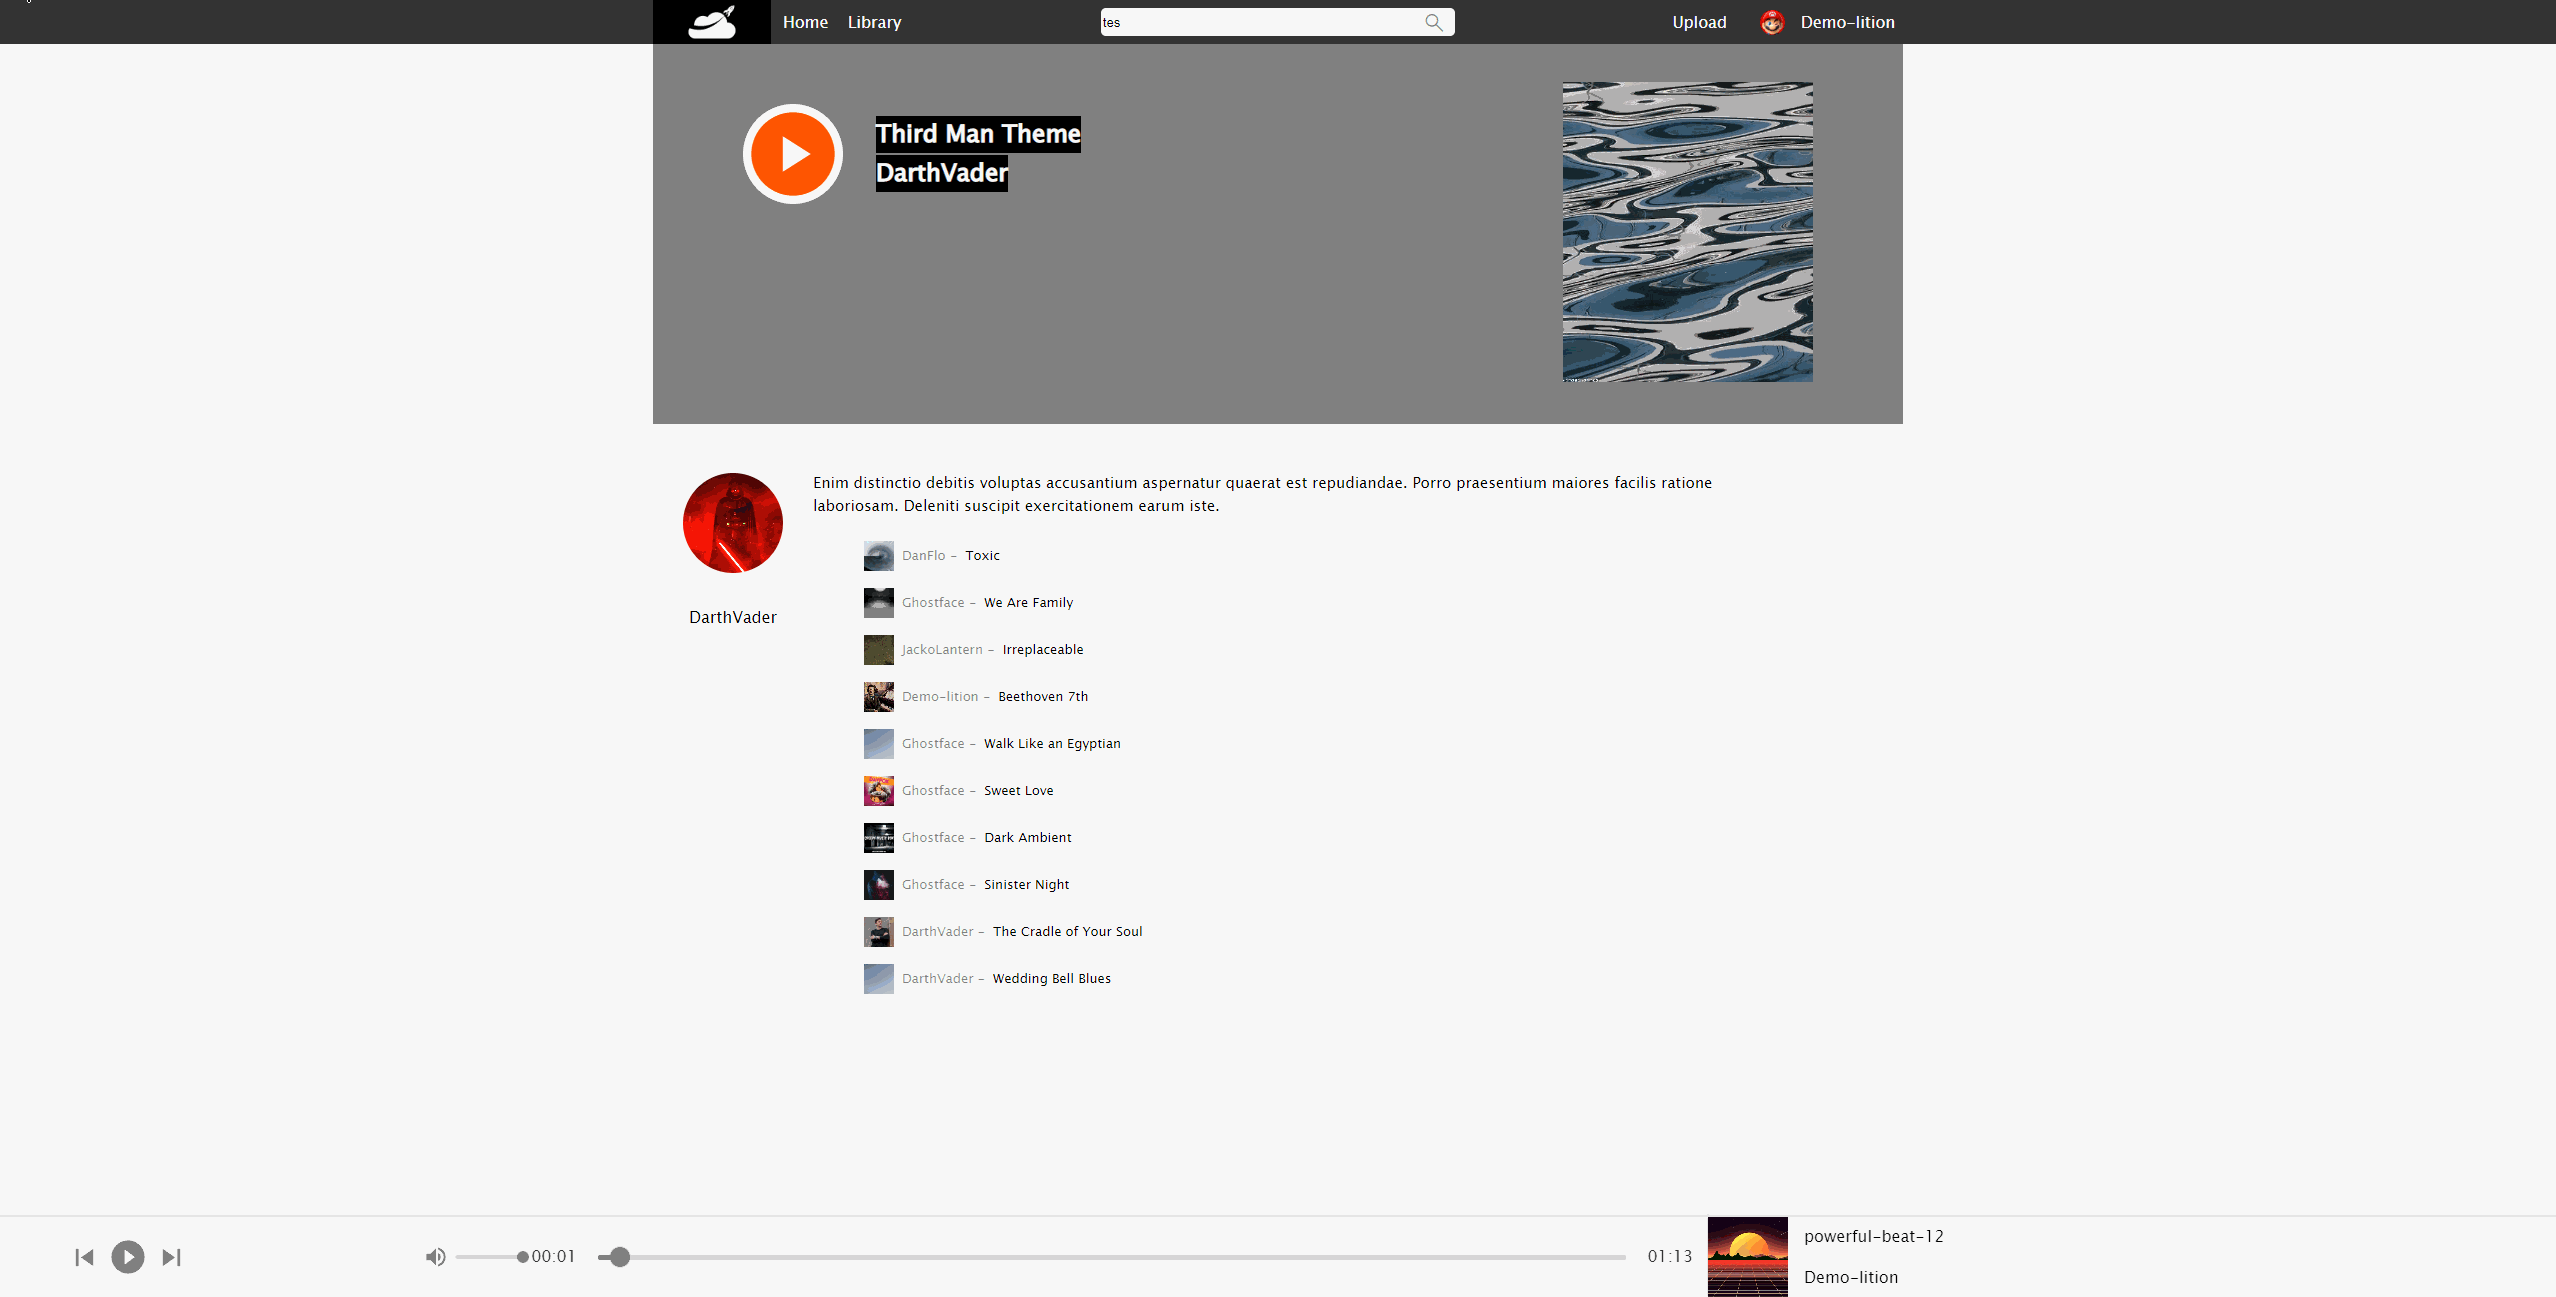 Home Library tes Upload Demo-lition
Third Man Theme
DarthVader
Enim distinctio debitis voluptas accusantium aspernatur quaerat est repudiandae. Porro praesentium maiores facilis ratione
laboriosam. Deleniti suscipit exercitationem earum iste.
DarthVader
DanFlo - Toxic
Ghostface - We Are Family
JackoLantern - Irreplaceable
Demo-lition - Beethoven 7th
Ghostface - Walk Like an Egyptian
Ghostface - Sweet Love
Ghostface - Dark Ambient
Ghostface - Sinister Night
DarthVader - The Cradle of Your Soul
DarthVader - Wedding Bell Blues
00:01 01:13
powerful-beat-12
Demo-lition